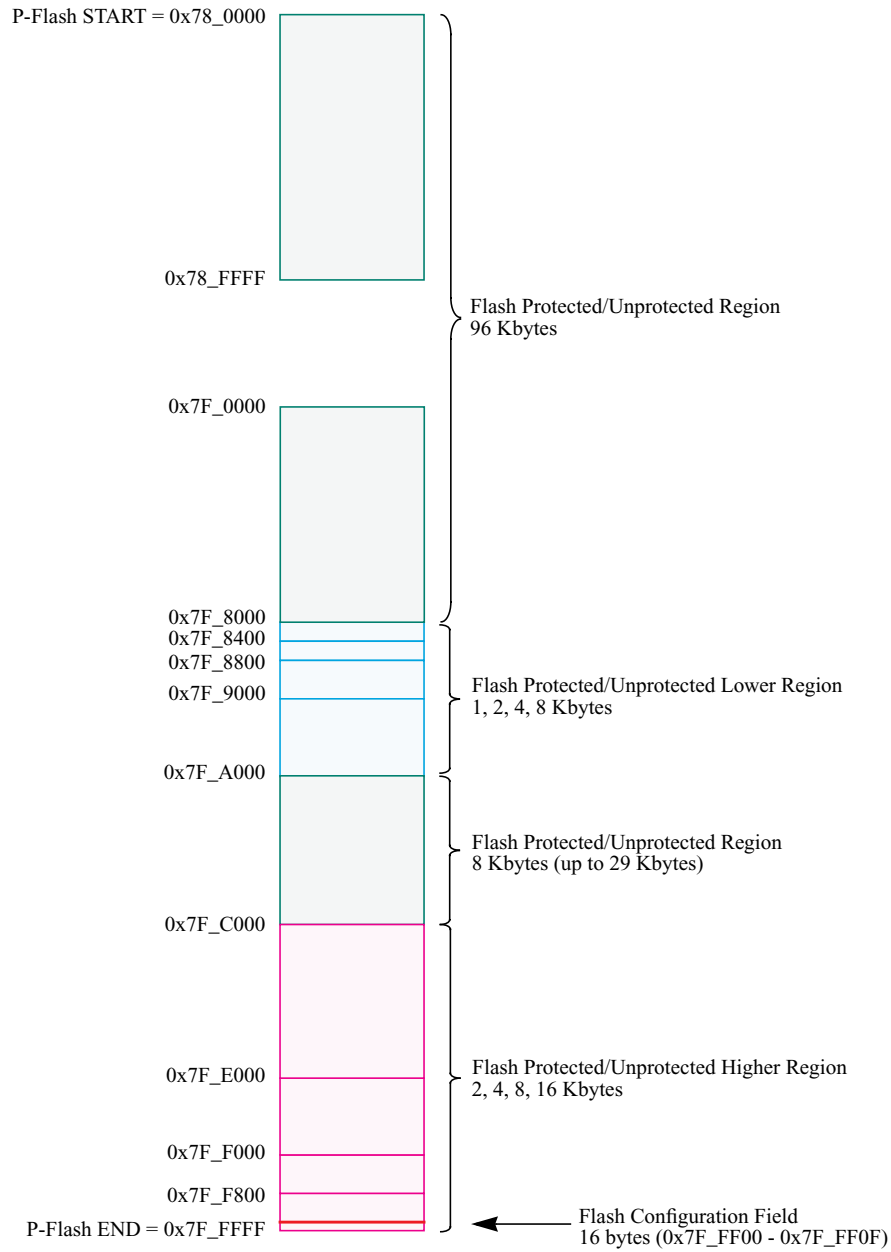 P-Flash START = 0x78_0000
0x78_FFFF
Flash Protected/Unprotected Region
96 Kbytes
0x7F_0000
0x7F_8000
0x7F_8400
0x7F_8800
0x7F_9000
Flash Protected/Unprotected Lower Region
1, 2, 4, 8 Kbytes
0x7F_A000
Flash Protected/Unprotected Region
8 Kbytes (up to 29 Kbytes)
0x7F_C000
0x7F_E000
Flash Protected/Unprotected Higher Region
2, 4, 8, 16 Kbytes
0x7F_F000
0x7F_F800
P-Flash END = 0x7F_FFFF
Flash Configuration Field
16 bytes (0x7F_FF00 - 0x7F_FF0F)